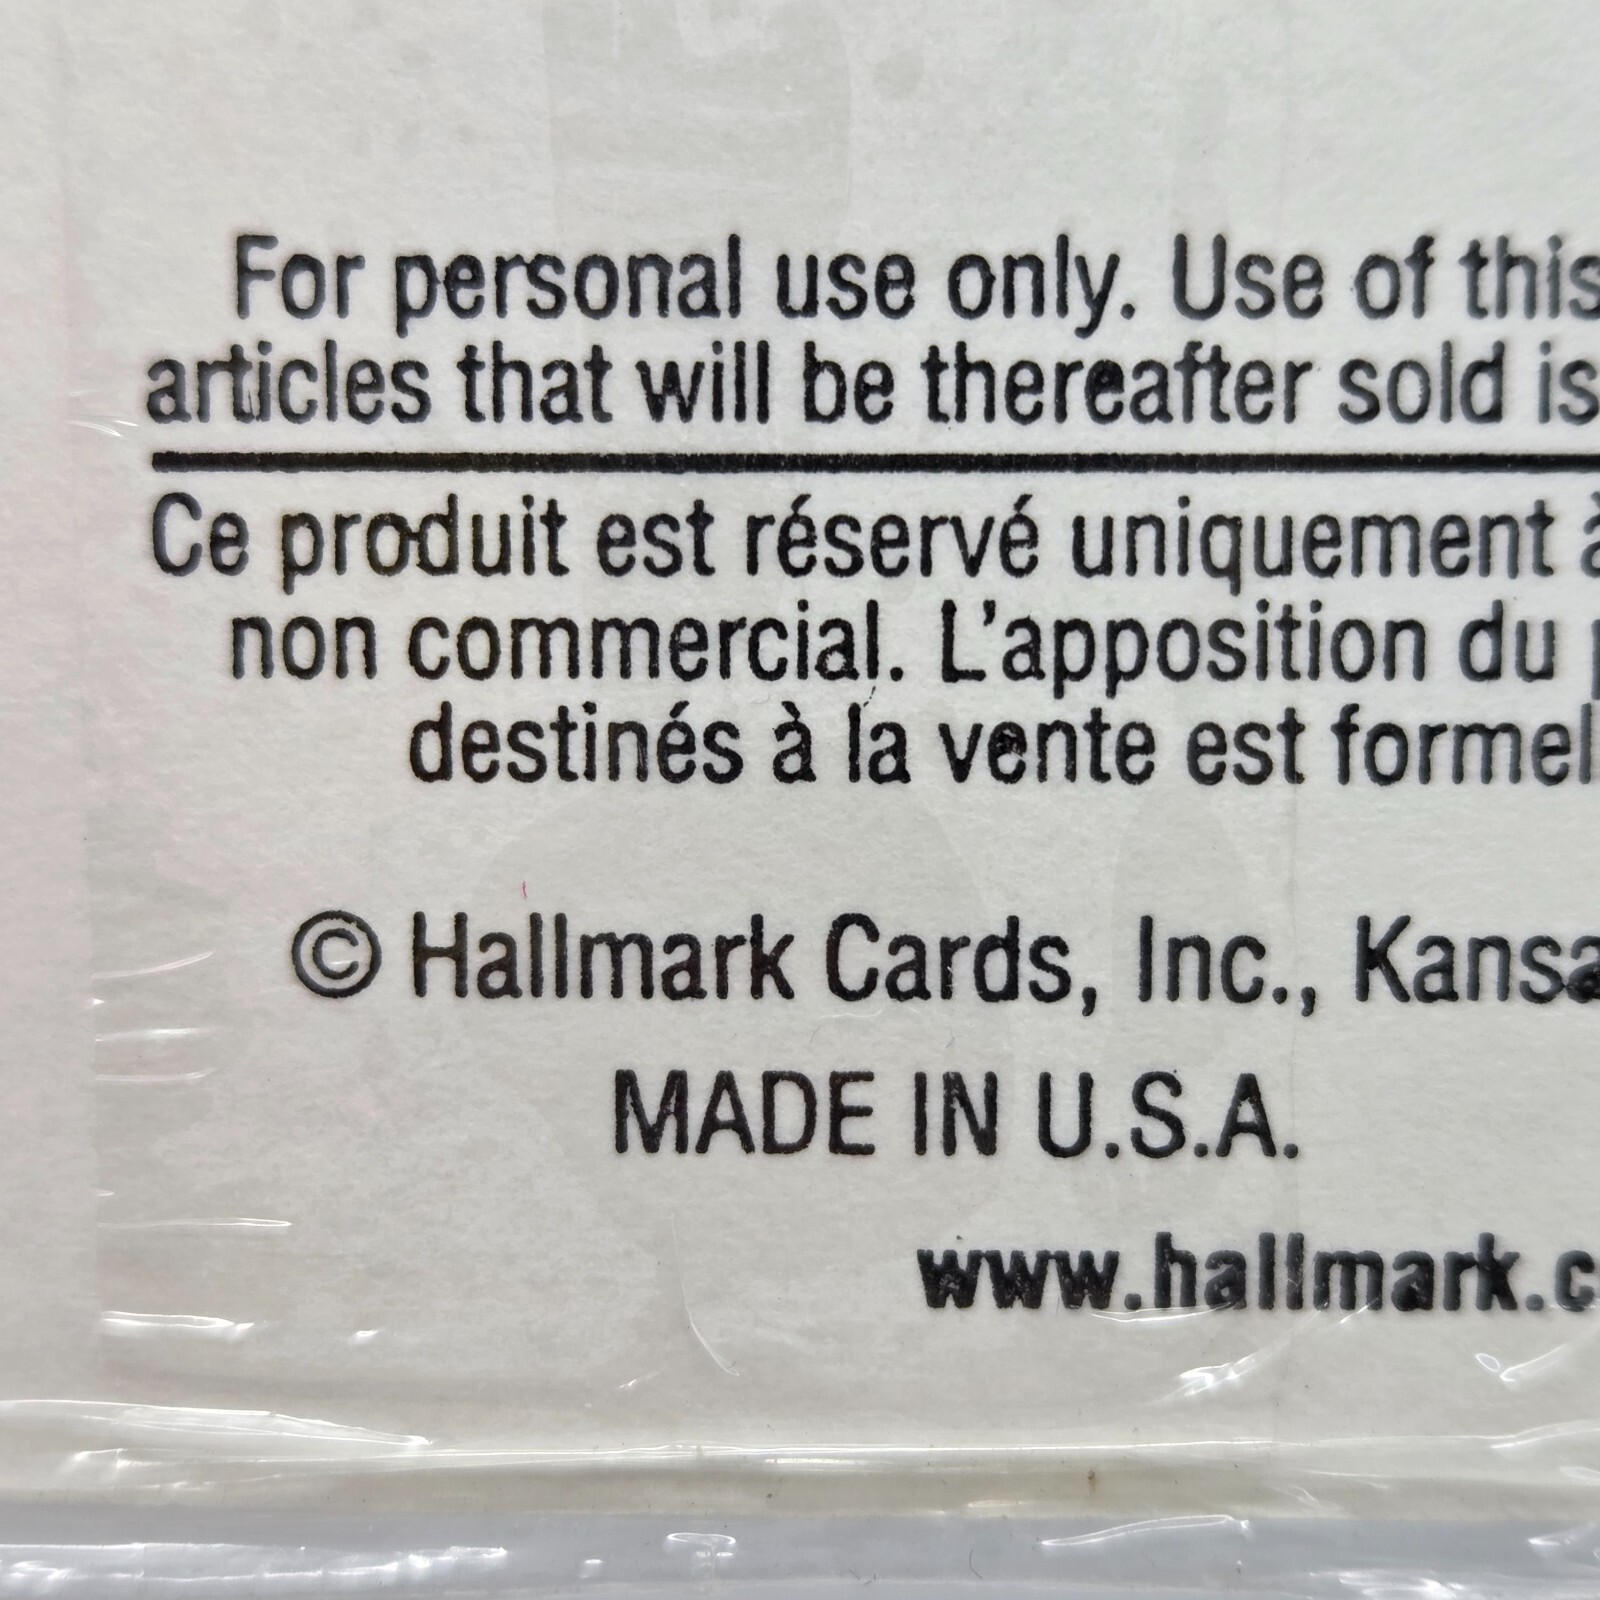 For personal use only. Use of this
articles that will be thereafter sold is
Ce produit est réservé uniquement à
non commercial. L'apposition du
destinés à la vente est formel
© Hallmark Cards, Inc., Kansa
MADE IN U.S.A.
www.hallmark.c